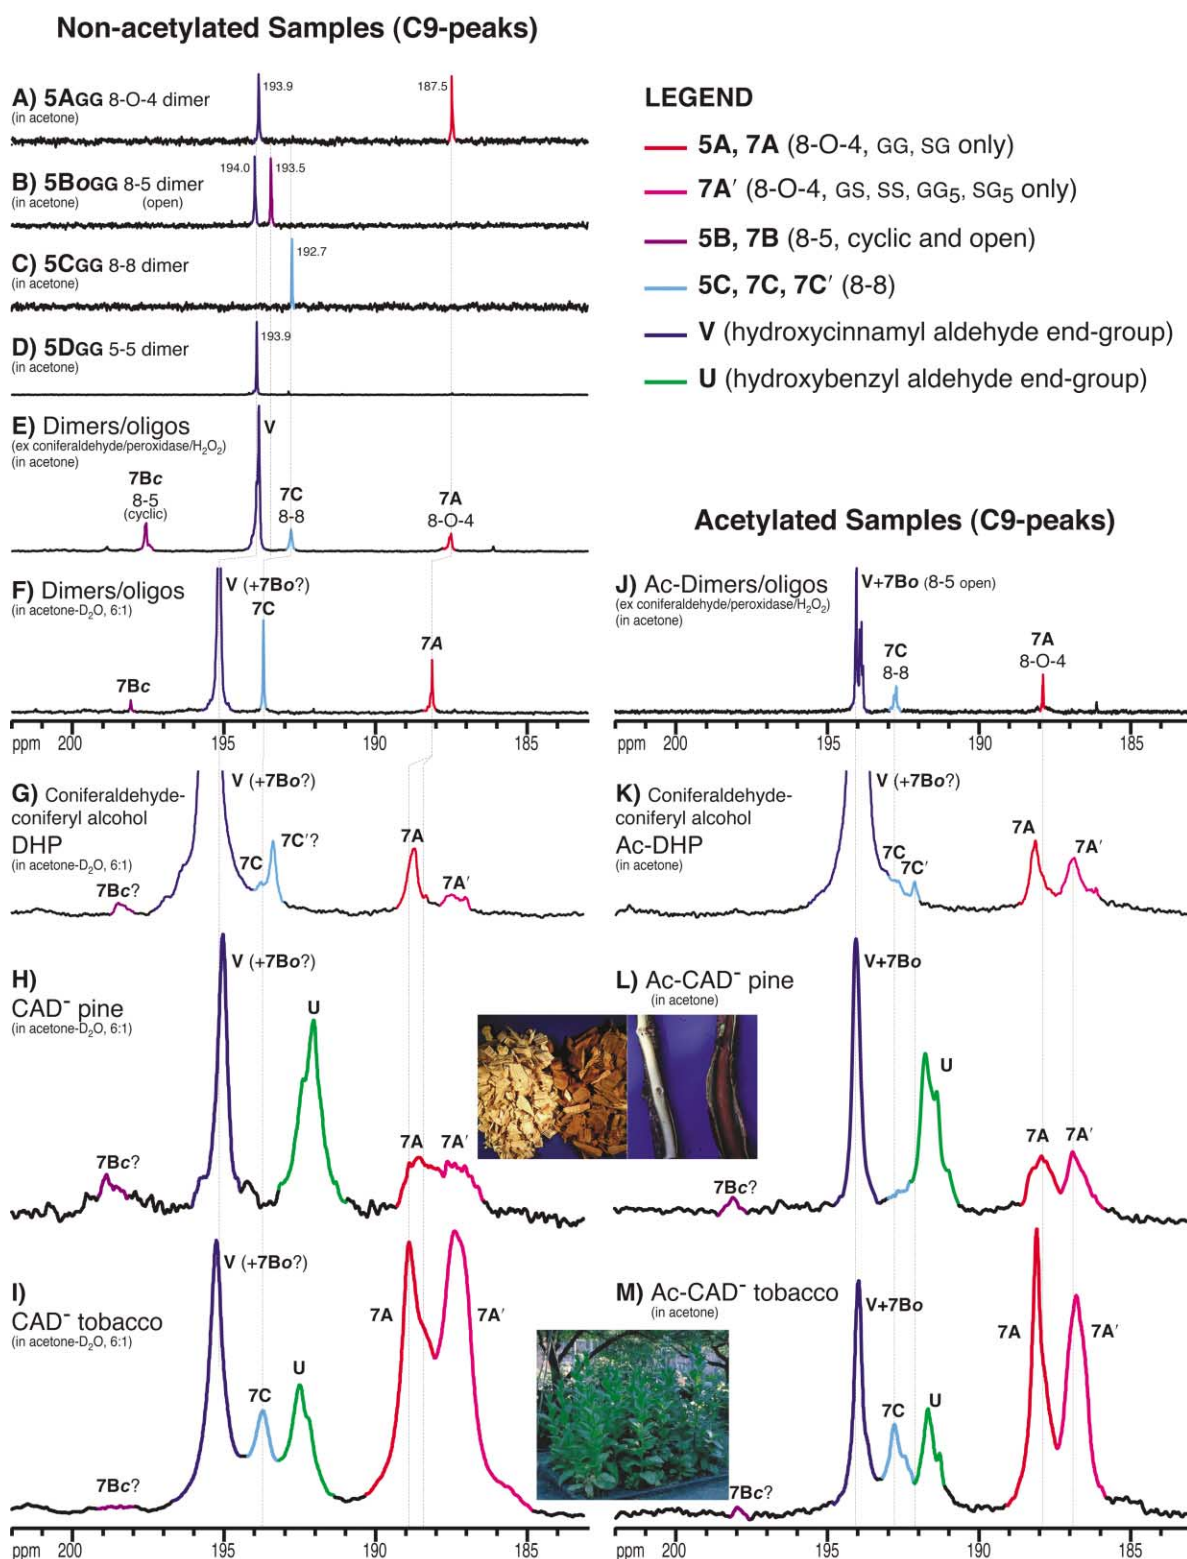 Non-acetylated Samples (C9-peaks)
A) 5AGG 8-O-4 dimer
(in acetone)
193.9
187.5
B) 5BoGG 8-5 dimer
(in acetone) (open)
194.0
193.5
C) 5CGG 8-8 dimer
(in acetone)
192.7
D) 5DGG 5-5 dimer
(in acetone)
193.9
E) Dimers/oligos
(ex coniferaldehyde/peroxidase/H2O2)
(in acetone)
V
7Bc
8-5
(cyclic)
7C
8-8
7A
8-O-4
F) Dimers/oligos
(in acetone-D2O, 6:1)
V (+7Bo?)
7C
7A
7Bc
ppm 200 195 190 185
G) Coniferaldehyde-
coniferyl alcohol
DHP
(in acetone-D2O, 6:1)
V (+7Bo?)
7C
7C′?
7A
7A′
7Bc?
H)
CAD- pine
(in acetone-D2O, 6:1)
V (+7Bo?)
U
7A
7A′
7Bc?
I)
CAD- tobacco
(in acetone-D2O, 6:1)
V (+7Bo?)
7C
U
7A
7A′
7Bc?
ppm 200 195 190 185
LEGEND
5A, 7A (8-O-4, GG, SG only)
7A′ (8-O-4, GS, SS, GG5, SG5 only)
5B, 7B (8-5, cyclic and open)
5C, 7C, 7C′ (8-8)
V (hydroxycinnamyl aldehyde end-group)
U (hydroxybenzyl aldehyde end-group)
Acetylated Samples (C9-peaks)
J) Ac-Dimers/oligos
(ex coniferaldehyde/peroxidase/H2O2)
(in acetone)
V+7Bo (8-5 open)
7C
8-8
7A
8-O-4
ppm 200 195 190 185
K) Coniferaldehyde-
coniferyl alcohol
Ac-DHP
(in acetone)
V (+7Bo?)
7C
7C′
7A
7A′
L) Ac-CAD- pine
(in acetone)
V+7Bo
U
7A
7A′
7Bc?
M) Ac-CAD- tobacco
(in acetone)
V+7Bo
7C
U
7A
7A′
7Bc?
ppm 200 195 190 185